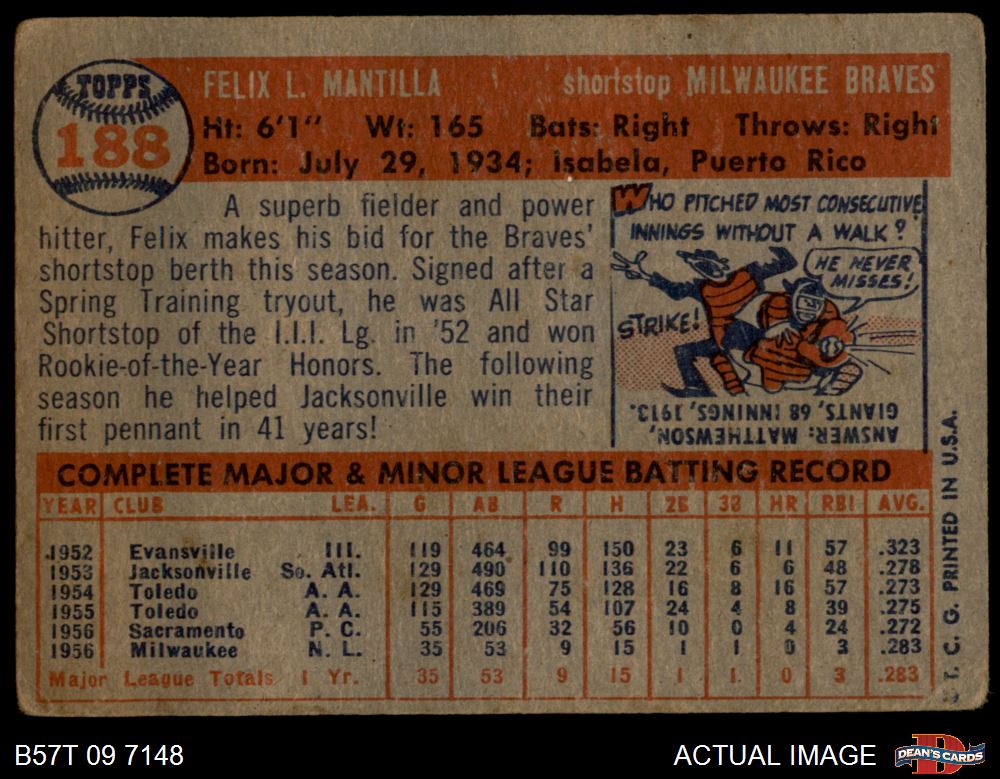 TOPPS
188
FELIX L. MANTILLA shortstop MILWAUKEE BRAVES
Ht: 6'1" Wt: 165 Bats: Right Throws: Right
Born: July 29, 1934; Isabela, Puerto Rico
A superb fielder and power
hitter, Felix makes his bid for the Braves'
shortstop berth this season. Signed after a
Spring Training tryout, he was All Star
Shortstop of the I.I.I. Lg. in '52 and won
Rookie-of-the-Year Honors. The following
season he helped Jacksonville win their
first pennant in 41 years!
WHO PITCHED MOST CONSECUTIVE
INNINGS WITHOUT A WALK?
HE NEVER
MISSES!
STRIKE!
ANSWER: MATTHEWSON,
GIANTS, 68 INNINGS, 1913.
COMPLETE MAJOR & MINOR LEAGUE BATTING RECORD
YEAR CLUB LEA. G AB R H 2B 3B HR RBI AVG.
1952 Evansville III. 119 464 99 150 23 6 11 57 .323
1953 Jacksonville So. Atl. 129 490 110 136 22 6 6 48 .278
1954 Toledo A. A. 129 469 75 128 16 8 16 57 .273
1955 Toledo A. A. 115 389 54 107 24 4 8 39 .275
1956 Sacramento P. C. 55 206 32 56 10 0 4 24 .272
1956 Milwaukee N. L. 35 53 9 15 1 1 0 3 .283
Major League Totals 1 Yr. 35 53 9 15 1 1 0 3 .283
T. C. G. PRINTED IN U.S.A.
B57T 09 7148
ACTUAL IMAGE
DEAN'S CARDS